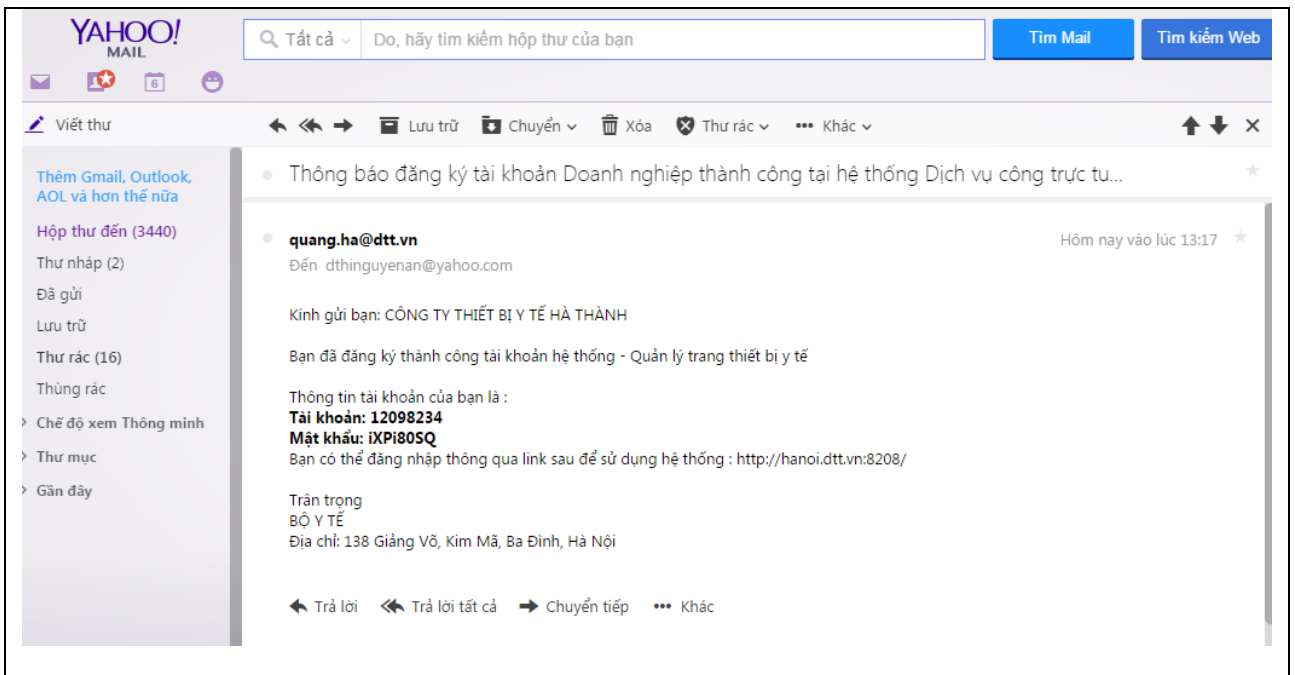 YAHOO!
MAIL
Tất cả
Do, hãy tìm kiếm hộp thư của bạn
Tìm Mail
Tìm kiếm Web
6
Viết thư
Lưu trữ
Chuyển
Xóa
Thư rác
Khác
Thêm Gmail, Outlook,
AOL và hơn thế nữa
Hộp thư đến (3440)
Thư nháp (2)
Đã gửi
Lưu trữ
Thư rác (16)
Thùng rác
Chế độ xem Thông minh
Thư mục
Gần đây
Thông báo đăng ký tài khoản Doanh nghiệp thành công tại hệ thống Dịch vụ công trực tu...
quang.ha@dtt.vn
Hôm nay vào lúc 13:17
Đến dthinguyenan@yahoo.com
Kính gửi bạn: CÔNG TY THIẾT BỊ Y TẾ HÀ THÀNH
Bạn đã đăng ký thành công tài khoản hệ thống - Quản lý trang thiết bị y tế
Thông tin tài khoản của bạn là :
Tài khoản: 12098234
Mật khẩu: iXPi80SQ
Bạn có thể đăng nhập thông qua link sau để sử dụng hệ thống : http://hanoi.dtt.vn:8208/
Trân trọng
BỘ Y TẾ
Địa chỉ: 138 Giảng Võ, Kim Mã, Ba Đình, Hà Nội
Trả lời
Trả lời tất cả
Chuyển tiếp
Khác